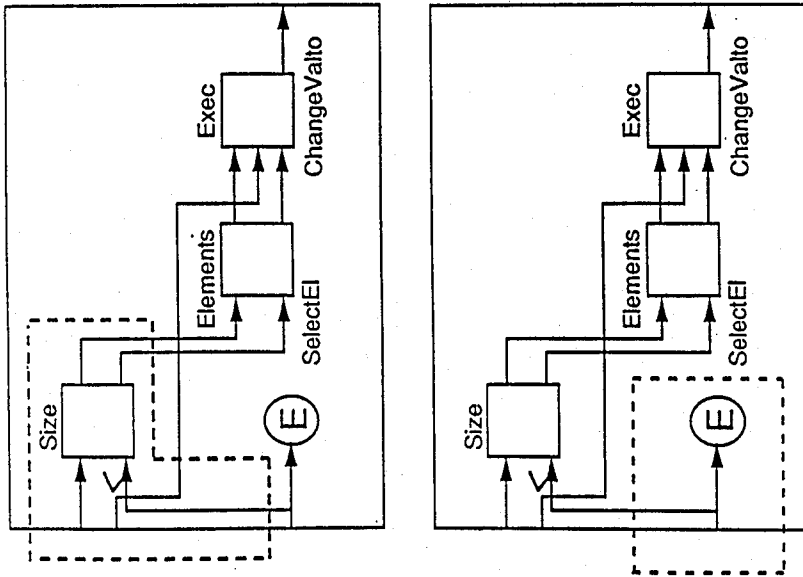 Size
Elements
SelectEl
Exec
ChangeValto
E
Size
Elements
SelectEl
Exec
ChangeValto
E